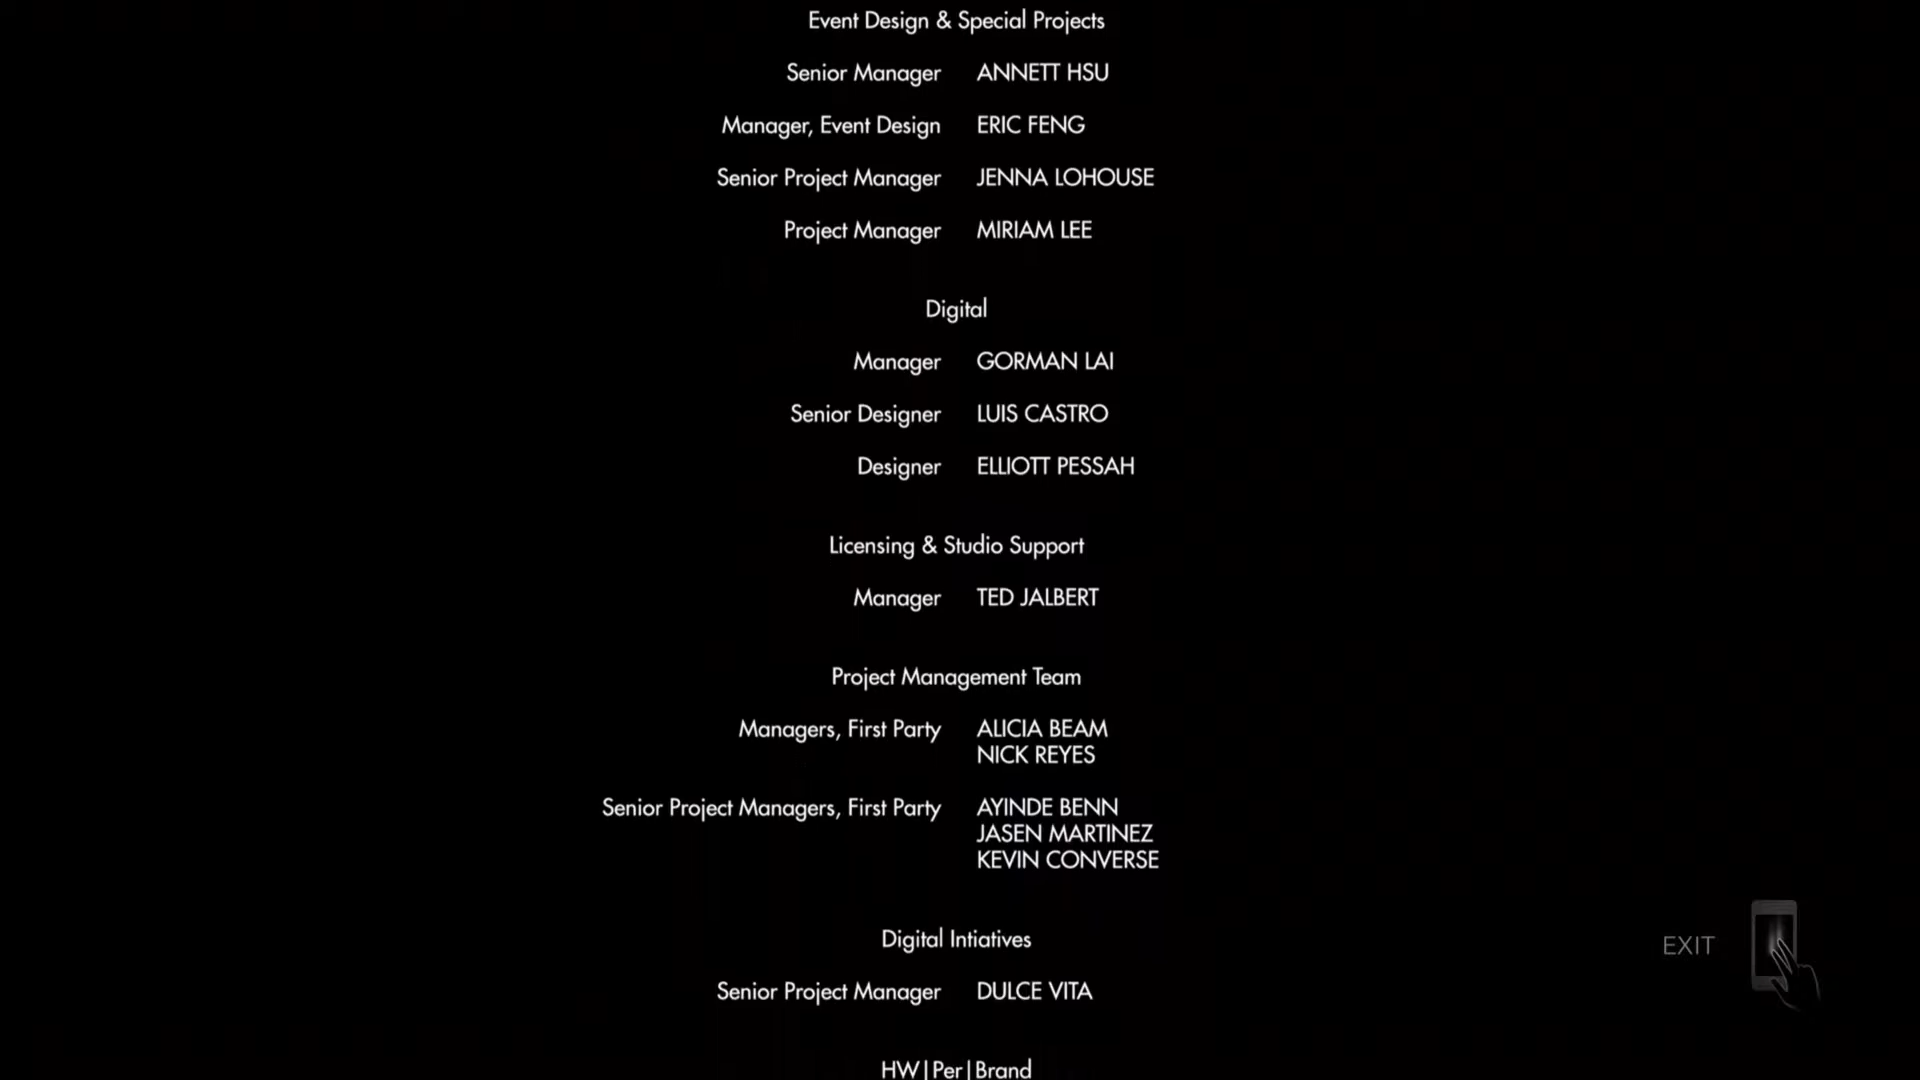 Event Design & Special Projects
Senior Manager ANNETT HSU
Manager, Event Design ERIC FENG
Senior Project Manager JENNA LOHOUSE
Project Manager MIRIAM LEE
Digital
Manager GORMAN LAI
Senior Designer LUIS CASTRO
Designer ELLIOTT PESSAH
Licensing & Studio Support
Manager TED JALBERT
Project Management Team
Managers, First Party ALICIA BEAM
NICK REYES
Senior Project Managers, First Party AYINDE BENN
JASEN MARTINEZ
KEVIN CONVERSE
Digital Intiatives
Senior Project Manager DULCE VITA
EXIT
HW|Per|Brand